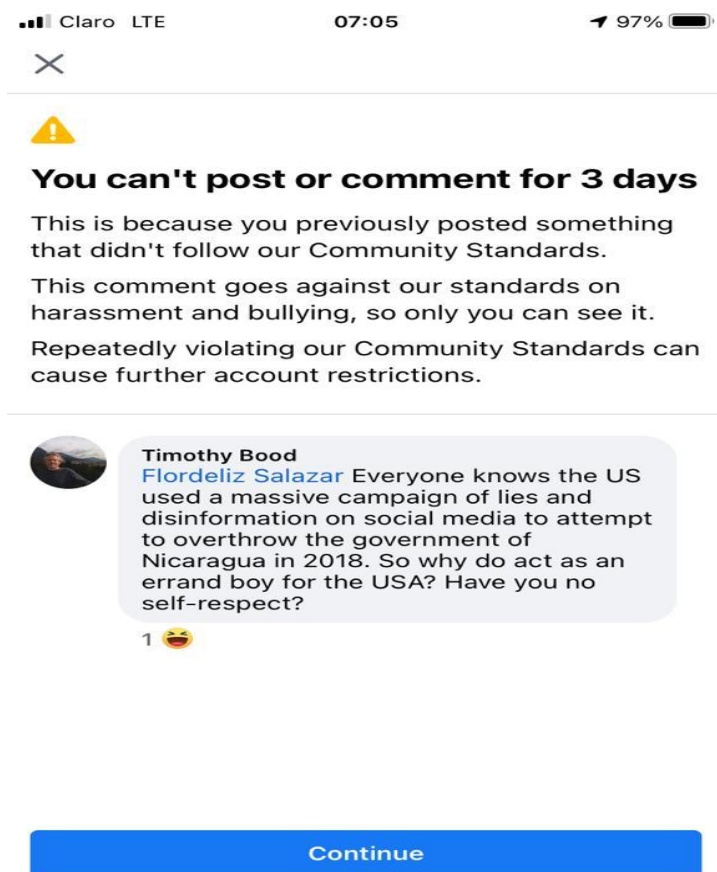 Claro LTE 07:05 97%
You can't post or comment for 3 days
This is because you previously posted something
that didn't follow our Community Standards.
This comment goes against our standards on
harassment and bullying, so only you can see it.
Repeatedly violating our Community Standards can
cause further account restrictions.
Timothy Bood
Flordeliz Salazar Everyone knows the US
used a massive campaign of lies and
disinformation on social media to attempt
to overthrow the government of
Nicaragua in 2018. So why do act as an
errand boy for the USA? Have you no
self-respect?
1
Continue